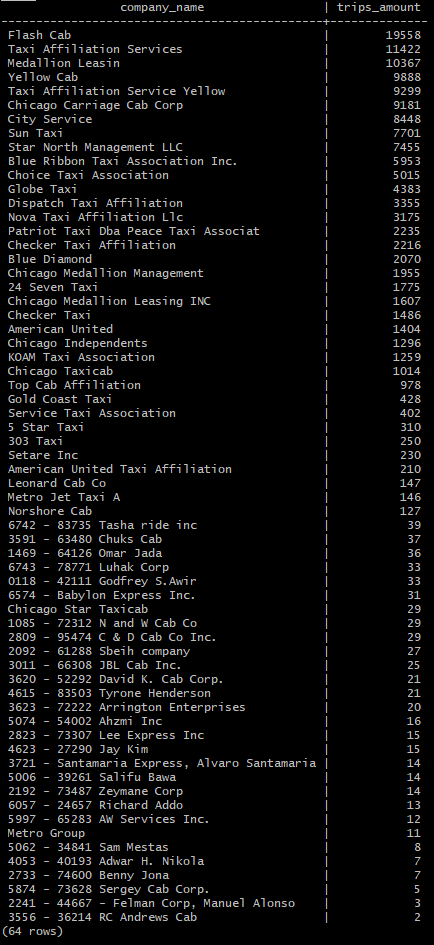 company_name | trips_amount
--------------------------------------+--------------
Flash Cab | 19558
Taxi Affiliation Services | 11422
Medallion Leasin | 10367
Yellow Cab | 9888
Taxi Affiliation Service Yellow | 9299
Chicago Carriage Cab Corp | 9181
City Service | 8448
Sun Taxi | 7701
Star North Management LLC | 7455
Blue Ribbon Taxi Association Inc. | 5953
Choice Taxi Association | 5015
Globe Taxi | 4383
Dispatch Taxi Affiliation | 3355
Nova Taxi Affiliation Llc | 3175
Patriot Taxi Dba Peace Taxi Associat | 2235
Checker Taxi Affiliation | 2216
Blue Diamond | 2070
Chicago Medallion Management | 1955
24 Seven Taxi | 1775
Chicago Medallion Leasing INC | 1607
Checker Taxi | 1486
American United | 1404
Chicago Independents | 1296
KOAM Taxi Association | 1259
Chicago Taxicab | 1014
Top Cab Affiliation | 978
Gold Coast Taxi | 428
Service Taxi Association | 402
5 Star Taxi | 310
303 Taxi | 250
Setare Inc | 230
American United Taxi Affiliation | 210
Leonard Cab Co | 147
Metro Jet Taxi A | 146
Norshore Cab | 127
6742 - 83735 Tasha ride inc | 39
3591 - 63480 Chuks Cab | 37
1469 - 64126 Omar Jada | 36
6743 - 78771 Luhak Corp | 33
0118 - 42111 Godfrey S.Awir | 33
6574 - Babylon Express Inc. | 31
Chicago Star Taxicab | 29
1085 - 72312 N and W Cab Co | 29
2809 - 95474 C & D Cab Co Inc. | 29
2092 - 61288 Sbeih company | 27
3011 - 66308 JBL Cab Inc. | 25
3620 - 52292 David K. Cab Corp. | 21
4615 - 83503 Tyrone Henderson | 21
3623 - 72222 Arrington Enterprises | 20
5074 - 54002 Ahzmi Inc | 16
2823 - 73307 Lee Express Inc | 15
4623 - 27290 Jay Kim | 15
3721 - Santamaria Express, Alvaro Santamaria | 14
5006 - 39261 Salifu Bawa | 14
2192 - 73487 Zeymane Corp | 14
6057 - 24657 Richard Addo | 13
5997 - 65283 AW Services Inc. | 12
Metro Group | 11
5062 - 34841 Sam Mestas | 8
4053 - 40193 Adwar H. Nikola | 7
2733 - 74600 Benny Jona | 7
5874 - 73628 Sergey Cab Corp. | 5
2241 - 44667 - Felman Corp, Manuel Alonso | 3
3556 - 36214 RC Andrews Cab | 2
(64 rows)